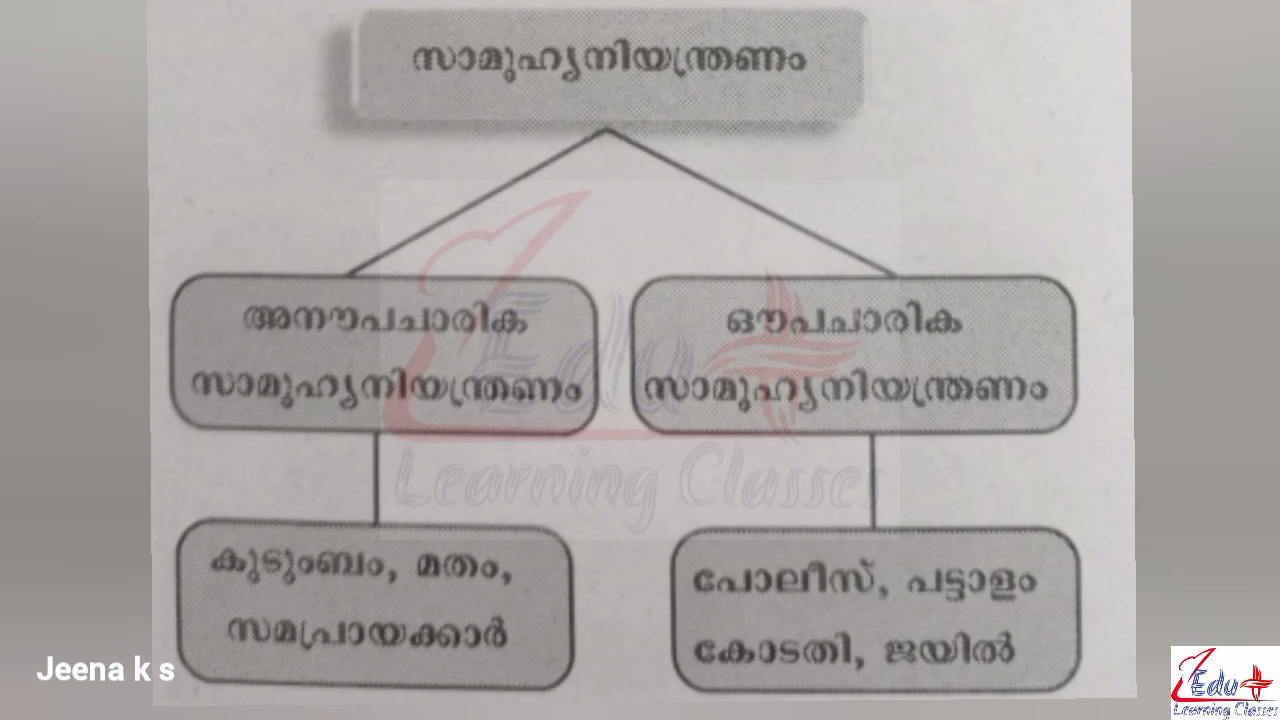 സാമൂഹ്യനിയന്ത്രണം
അനൗപചാരിക
സാമൂഹ്യനിയന്ത്രണം
ഔപചാരിക
സാമൂഹ്യനിയന്ത്രണം
കുടുംബം, മതം,
സമപ്രായക്കാർ
പോലീസ്, പട്ടാളം
കോടതി, ജയിൽ
Edu
Learning Classes
Jeena k s
Edu
Learning Classes